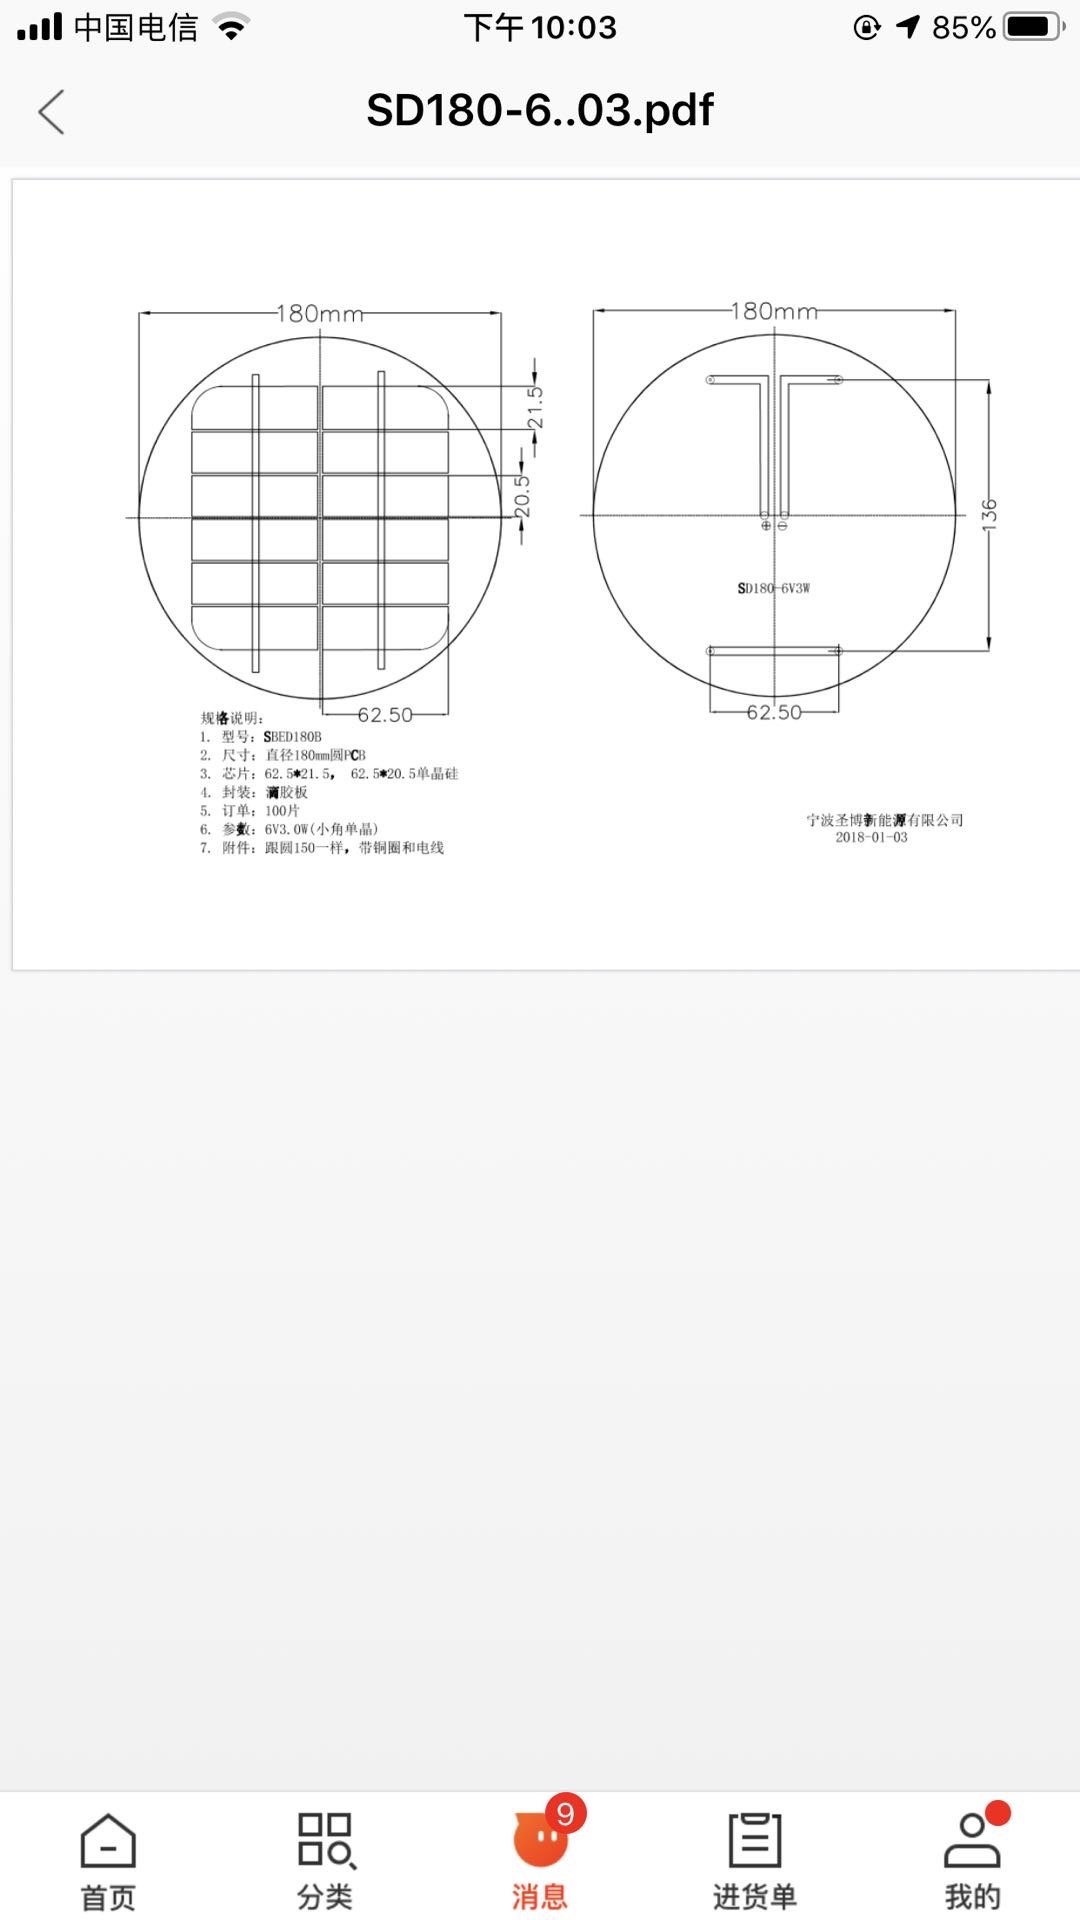 中国电信
下午10:03
85%
SD180-6..03.pdf
180mm
180mm
21.5
20.5
136
⊕ ⊖
SD180-6V3W
62.50
62.50
规格说明:
1. 型号: SBED180B
2. 尺寸: 直径180mm圆PCB
3. 芯片: 62.5*21.5, 62.5*20.5单晶硅
4. 封装: 滴胶板
5. 订单: 100片
6. 参数: 6V3.0W(小角单晶)
7. 附件: 跟圆150一样, 带铜圈和电线
宁波圣博新能源有限公司
2018-01-03
9
首页
分类
消息
进货单
我的